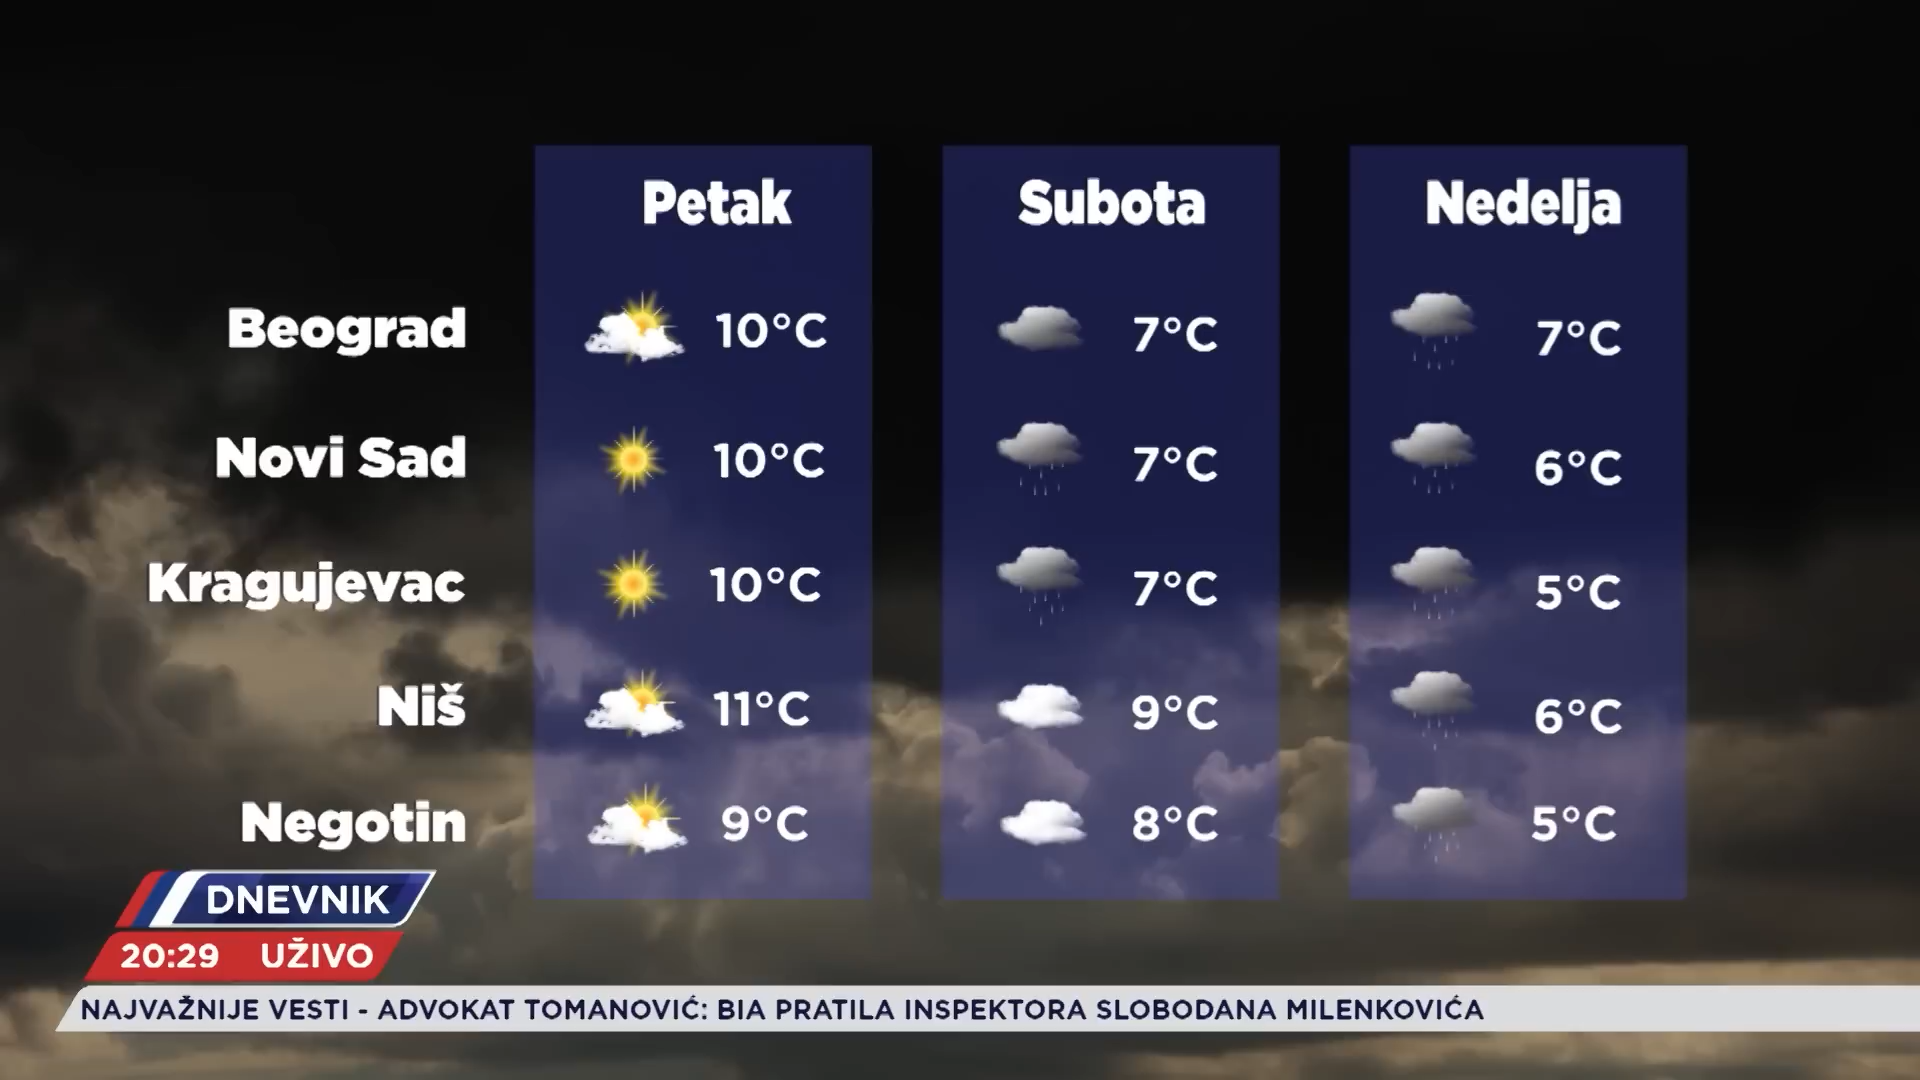 Petak Subota Nedelja
Beograd 10°C 7°C 7°C
Novi Sad 10°C 7°C 6°C
Kragujevac 10°C 7°C 5°C
Niš 11°C 9°C 6°C
Negotin 9°C 8°C 5°C
DNEVNIK
20:29 UŽIVO
NAJVAŽNIJE VESTI - ADVOKAT TOMANOVIĆ: BIA PRATILA INSPEKTORA SLOBODANA MILENKOVIĆA